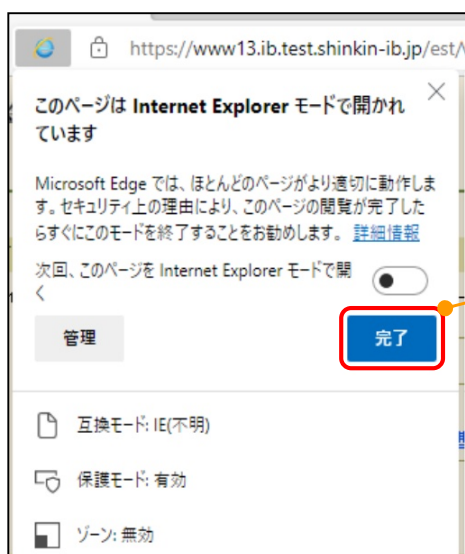 https://www13.ib.test.shinkin-ib.jp/est/
このページは Internet Explorer モードで開かれ
ています
Microsoft Edge では、ほとんどのページがより適切に動作しま
す。セキュリティ上の理由により、このページの閲覧が完了した
らすぐにこのモードを終了することをお勧めします。 詳細情報
次回、このページを Internet Explorer モードで開
く
管理
完了
互換モード: IE(不明)
保護モード: 有効
ゾーン: 無効